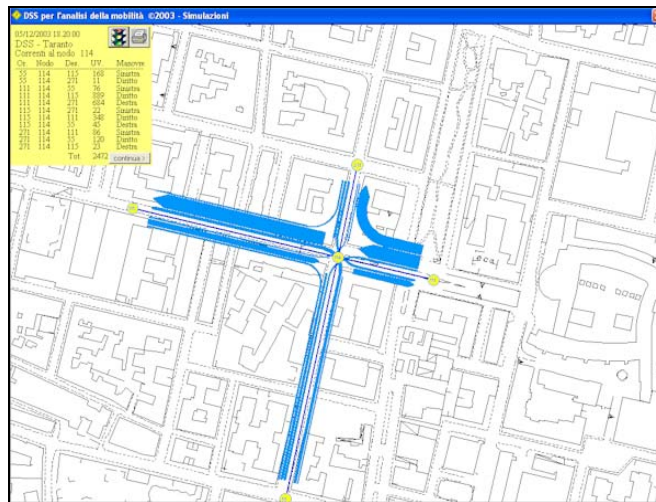 DSS per l'analisi della mobilità ©2003 - Simulazioni
05/12/2003 18.20.00
DSS - Taranto
Correnti al nodo 114
Or. Nodo Des. UV Manovre
55 114 115 168 Sinistra
55 114 271 11 Diritto
111 114 55 76 Sinistra
111 114 115 889 Diritto
111 114 271 684 Destra
115 114 271 22 Sinistra
115 114 111 348 Diritto
115 114 55 45 Destra
271 114 111 86 Sinistra
271 114 55 120 Diritto
271 114 115 23 Destra
Tot. 2472 continua >